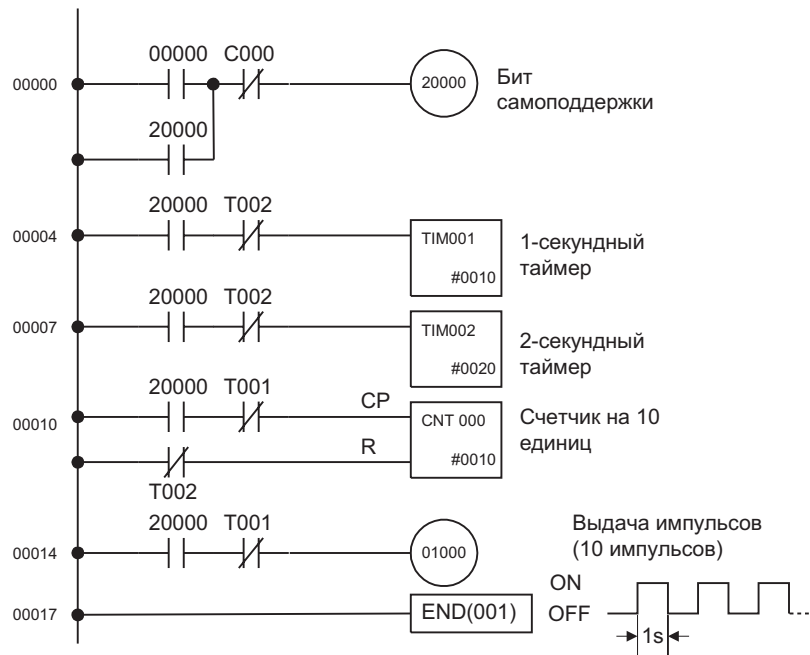 00000 C000
00000
20000
Бит
самоподдержки
20000
20000 T002
00004
TIM001
#0010
1-секундный
таймер
20000 T002
00007
TIM002
#0020
2-секундный
таймер
20000 T001
CP
00010
CNT 000
#0010
Счетчик на 10
единиц
R
T002
20000 T001
00014
01000
Выдача импульсов
(10 импульсов)
00017
END(001)
ON
OFF
1s